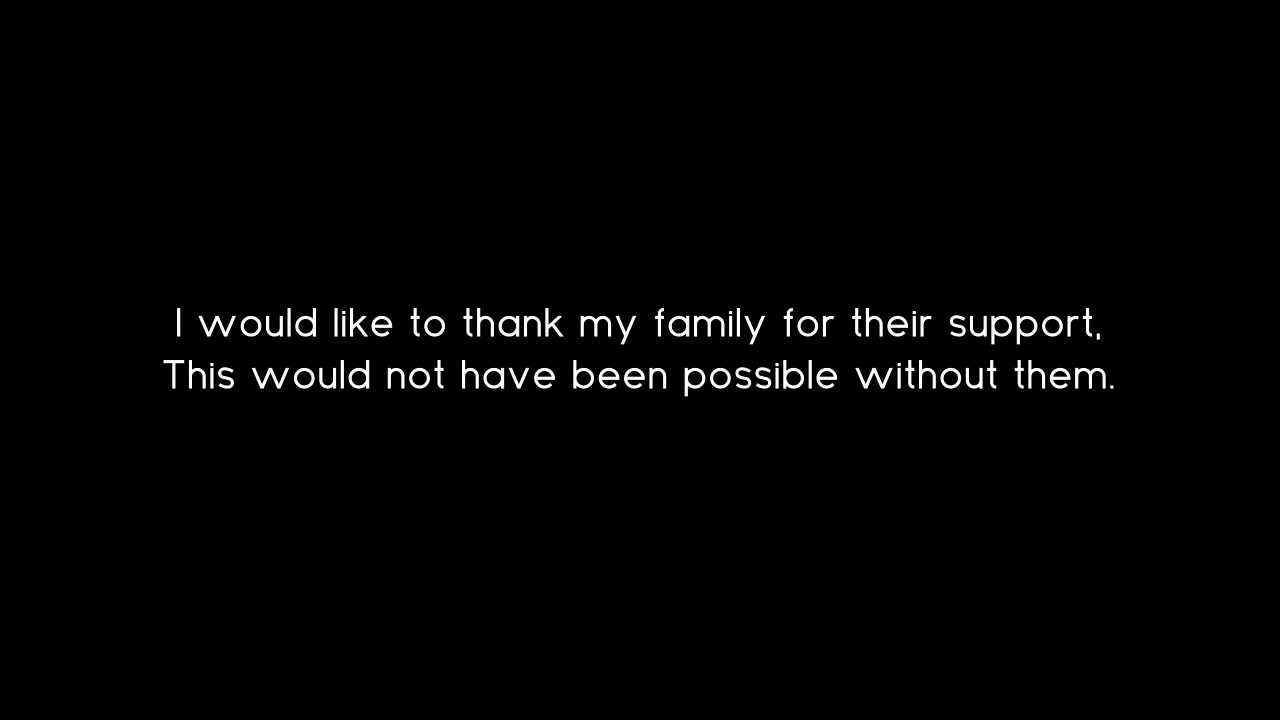 I would like to thank my family for their support,
This would not have been possible without them.